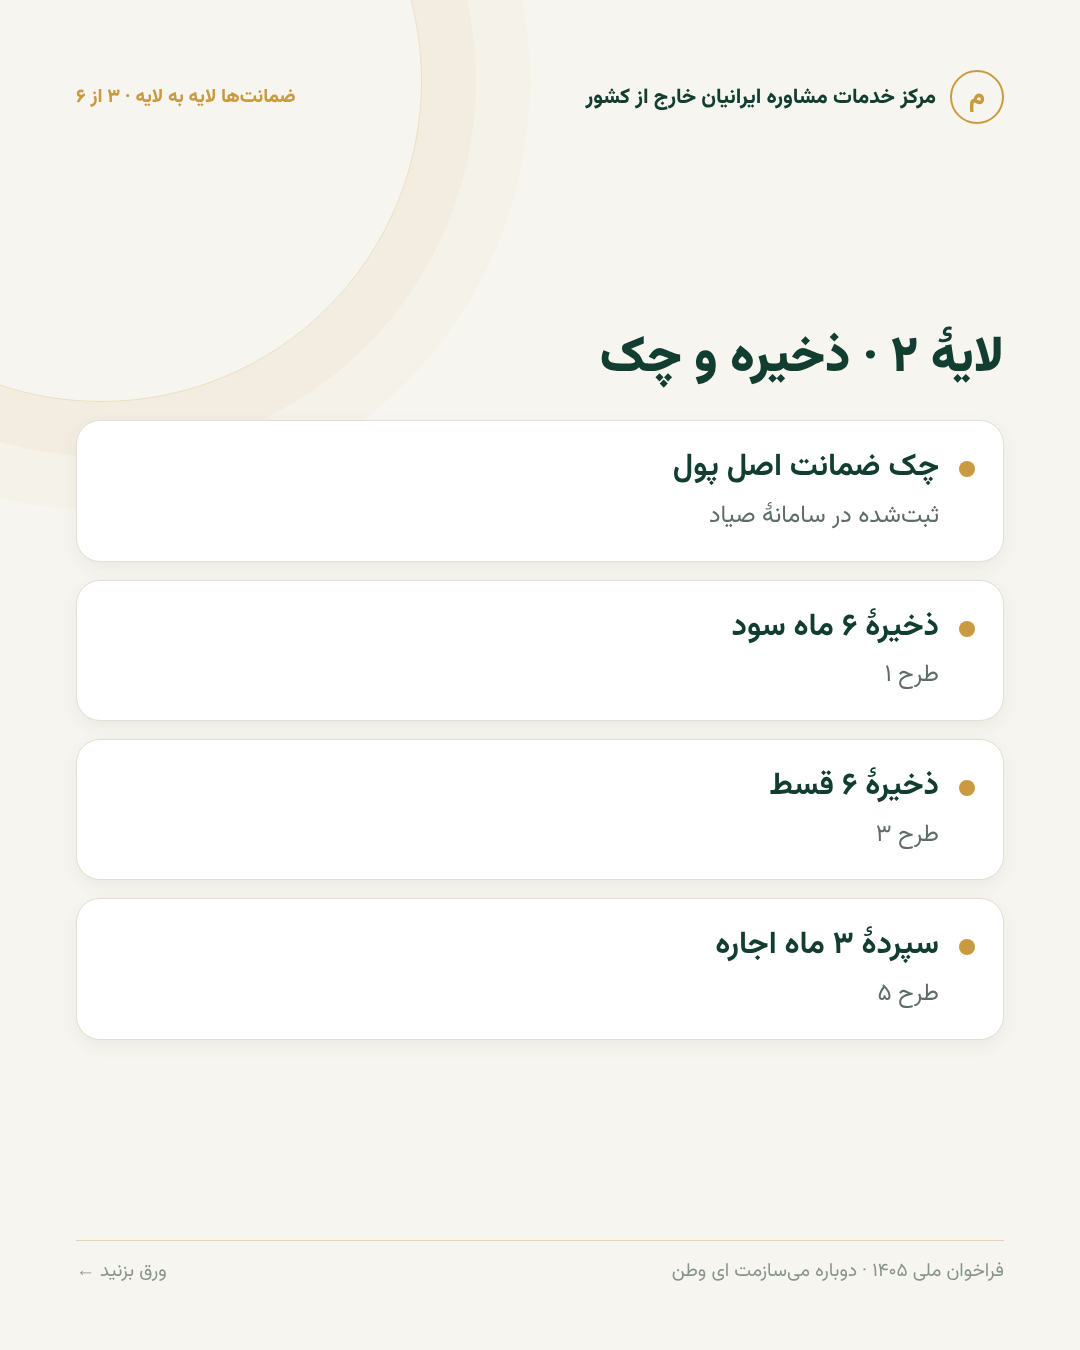 م
مرکز خدمات مشاوره ایرانیان خارج از کشور
ضمانت‌ها لایه به لایه · ۳ از ۶
لایهٔ ۲ · ذخیره و چک
چک ضمانت اصل پول
ثبت‌شده در سامانهٔ صیاد
ذخیرهٔ ۶ ماه سود
طرح ۱
ذخیرهٔ ۶ قسط
طرح ۳
سپردهٔ ۳ ماه اجاره
طرح ۵
فراخوان ملی ۱۴۰۵ · دوباره می‌سازمت ای وطن
ورق بزنید ←